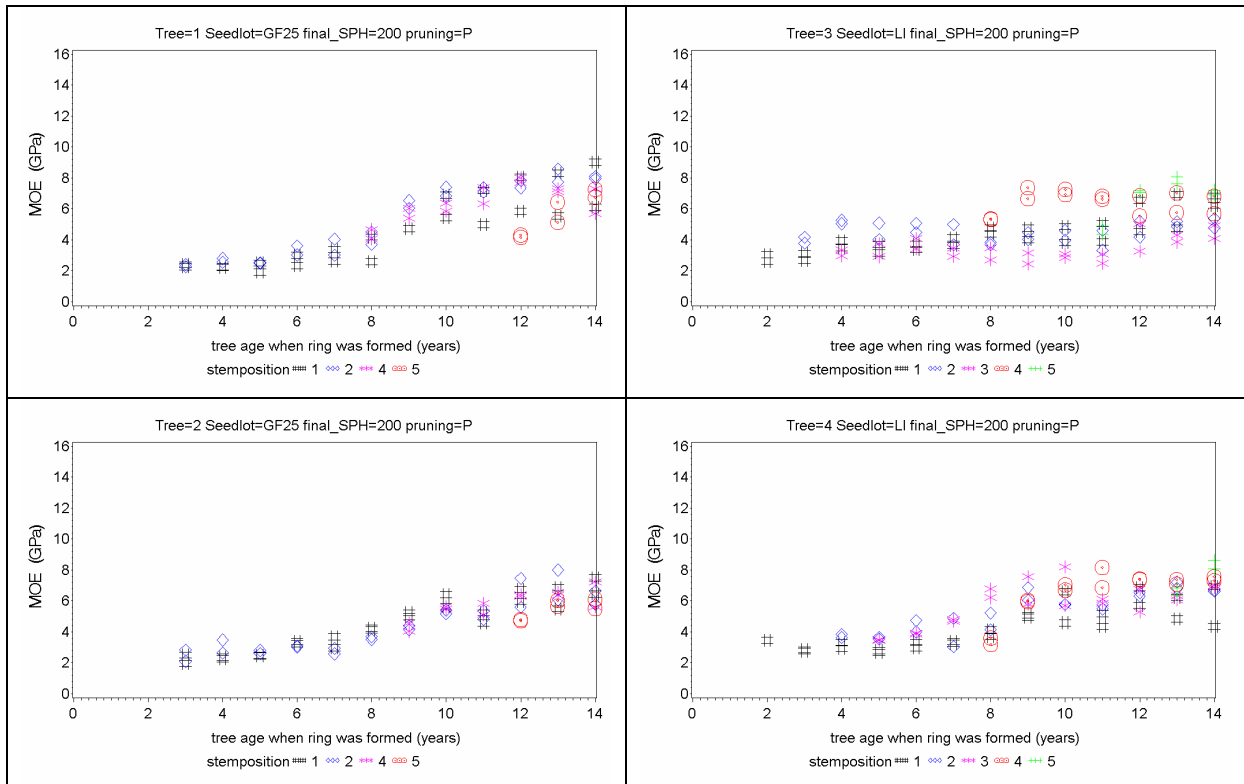 Tree=1 Seedlot=GF25 final_SPH=200 pruning=P
MOE (GPa)
16
14
12
10
8
6
4
2
0
0 2 4 6 8 10 12 14
tree age when ring was formed (years)
stemposition 1 2 4 5
Tree=3 Seedlot=LI final_SPH=200 pruning=P
MOE (GPa)
16
14
12
10
8
6
4
2
0
0 2 4 6 8 10 12 14
tree age when ring was formed (years)
stemposition 1 2 3 4 5
Tree=2 Seedlot=GF25 final_SPH=200 pruning=P
MOE (GPa)
16
14
12
10
8
6
4
2
0
0 2 4 6 8 10 12 14
tree age when ring was formed (years)
stemposition 1 2 4 5
Tree=4 Seedlot=LI final_SPH=200 pruning=P
MOE (GPa)
16
14
12
10
8
6
4
2
0
0 2 4 6 8 10 12 14
tree age when ring was formed (years)
stemposition 1 2 3 4 5